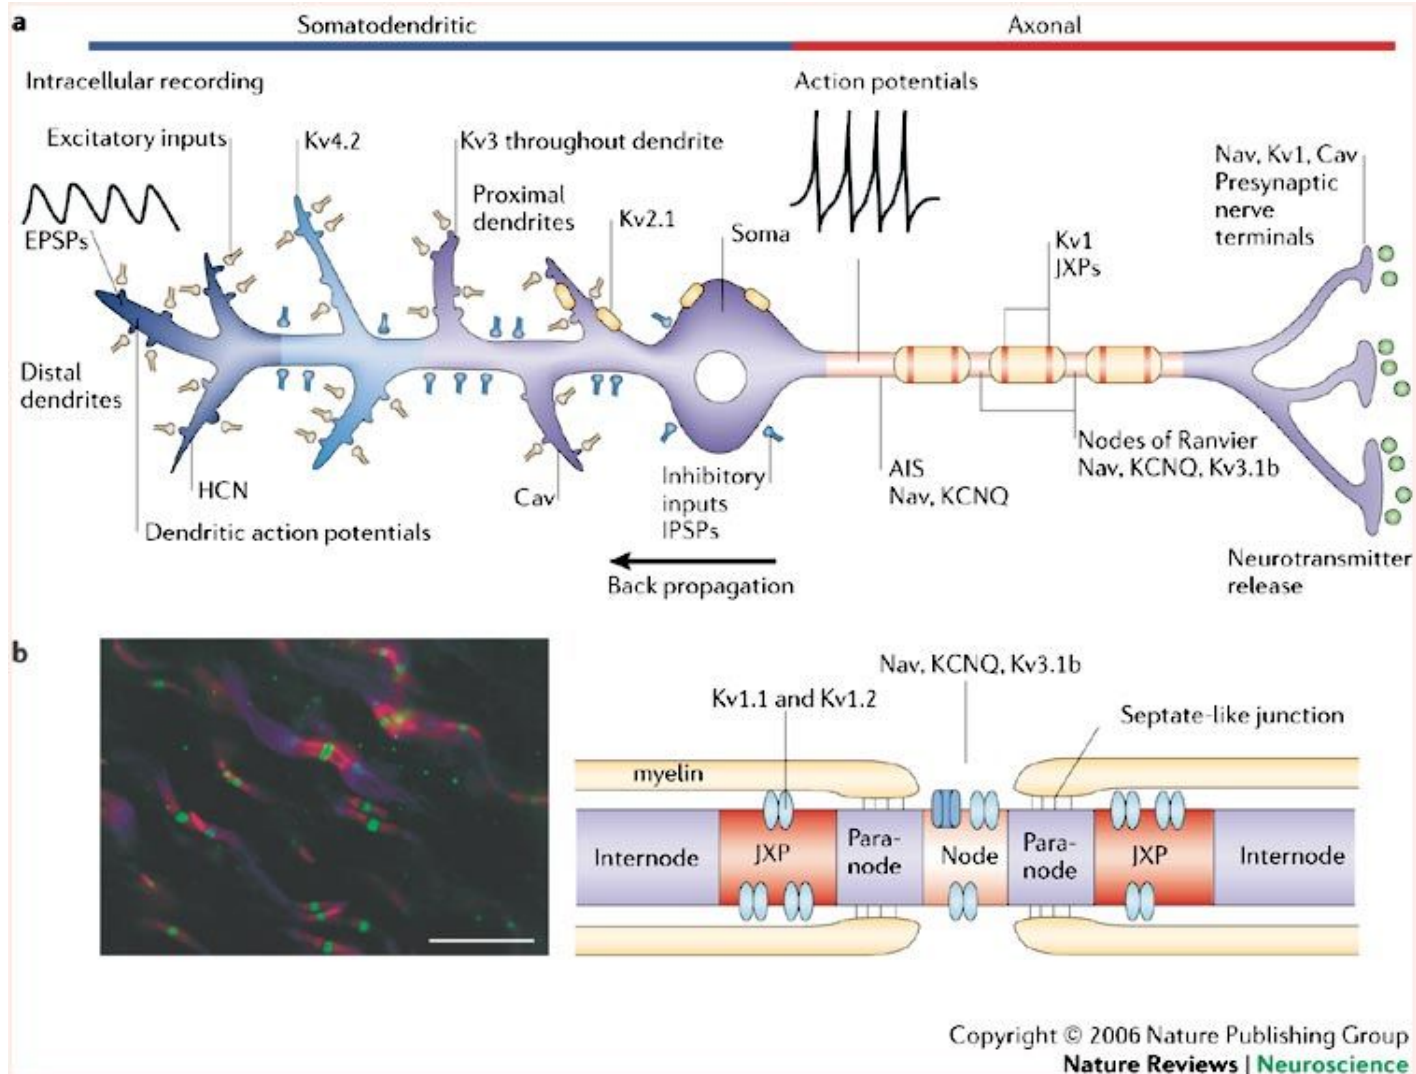 a
Somatodendritic
Axonal
Intracellular recording
Action potentials
Excitatory inputs
Kv4.2
Kv3 throughout dendrite
Nav, Kv1, Cav
Presynaptic
nerve
terminals
Proximal
dendrites
Kv2.1
Soma
EPSPs
Kv1
JXPs
Distal
dendrites
HCN
Cav
Inhibitory
inputs
IPSPs
AIS
Nav, KCNQ
Nodes of Ranvier
Nav, KCNQ, Kv3.1b
Dendritic action potentials
Back propagation
Neurotransmitter
release
b
Nav, KCNQ, Kv3.1b
Kv1.1 and Kv1.2
Septate-like junction
myelin
Internode
JXP
Para-
node
Node
Para-
node
JXP
Internode
Copyright © 2006 Nature Publishing Group
Nature Reviews | Neuroscience